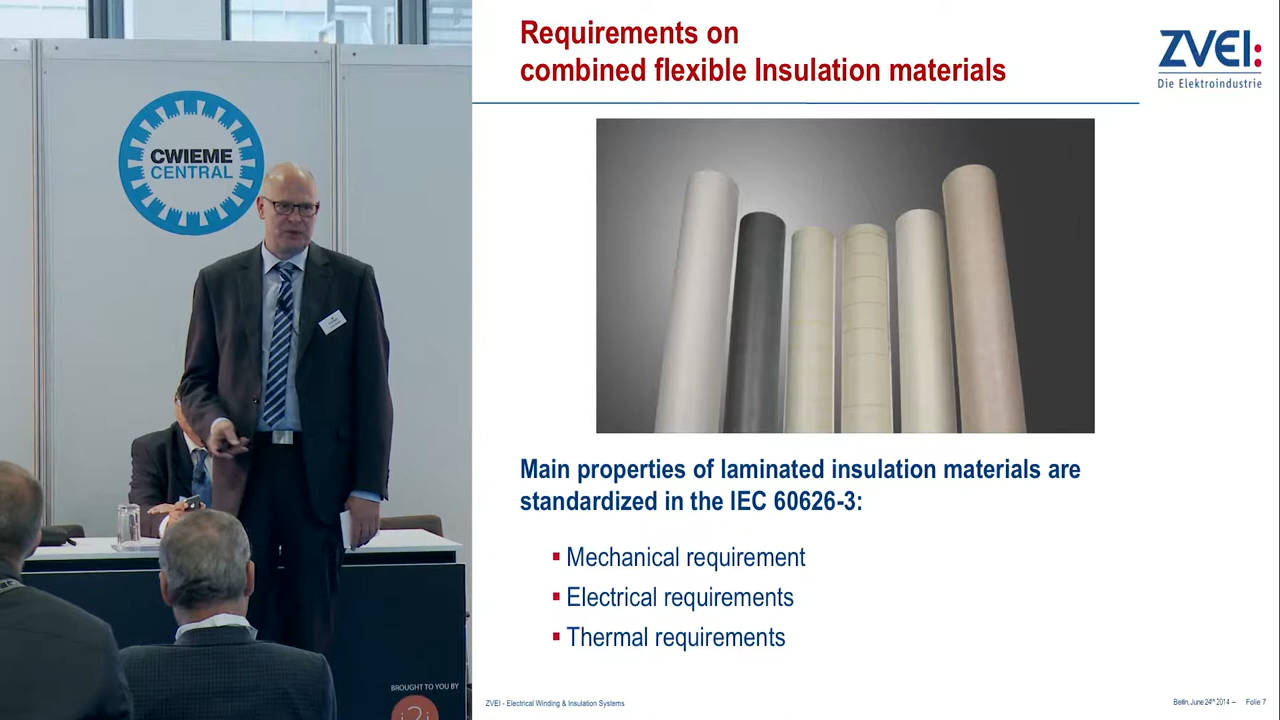 CWIEME
CENTRAL
BROUGHT TO YOU BY
i2i
Requirements on
combined flexible Insulation materials
ZVEI:
Die Elektroindustrie
Main properties of laminated insulation materials are
standardized in the IEC 60626-3:
▪ Mechanical requirement
▪ Electrical requirements
▪ Thermal requirements
ZVEI - Electrical Winding & Insulation Systems
Berlin, June 24th 2014 – Folie 7